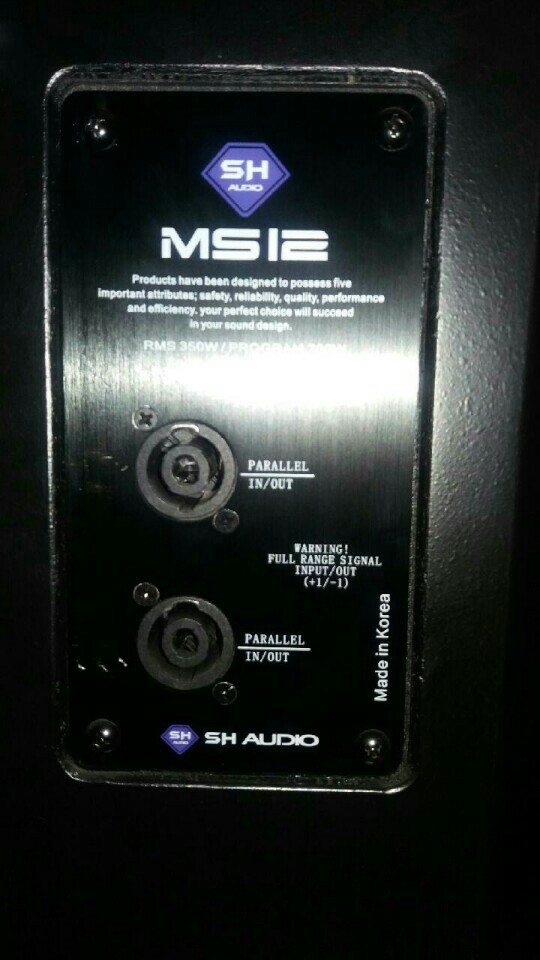 SH
AUDIO
MS12
Products have been designed to possess five
important attributes; safety, reliability, quality, performance
and efficiency. your perfect choice will succeed
in your sound design.
RMS 350W / PROGRAM
PARALLEL
IN/OUT
WARNING!
FULL RANGE SIGNAL
INPUT/OUT
(+1/-1)
PARALLEL
IN/OUT
Made in Korea
SH
AUDIO
SH AUDIO